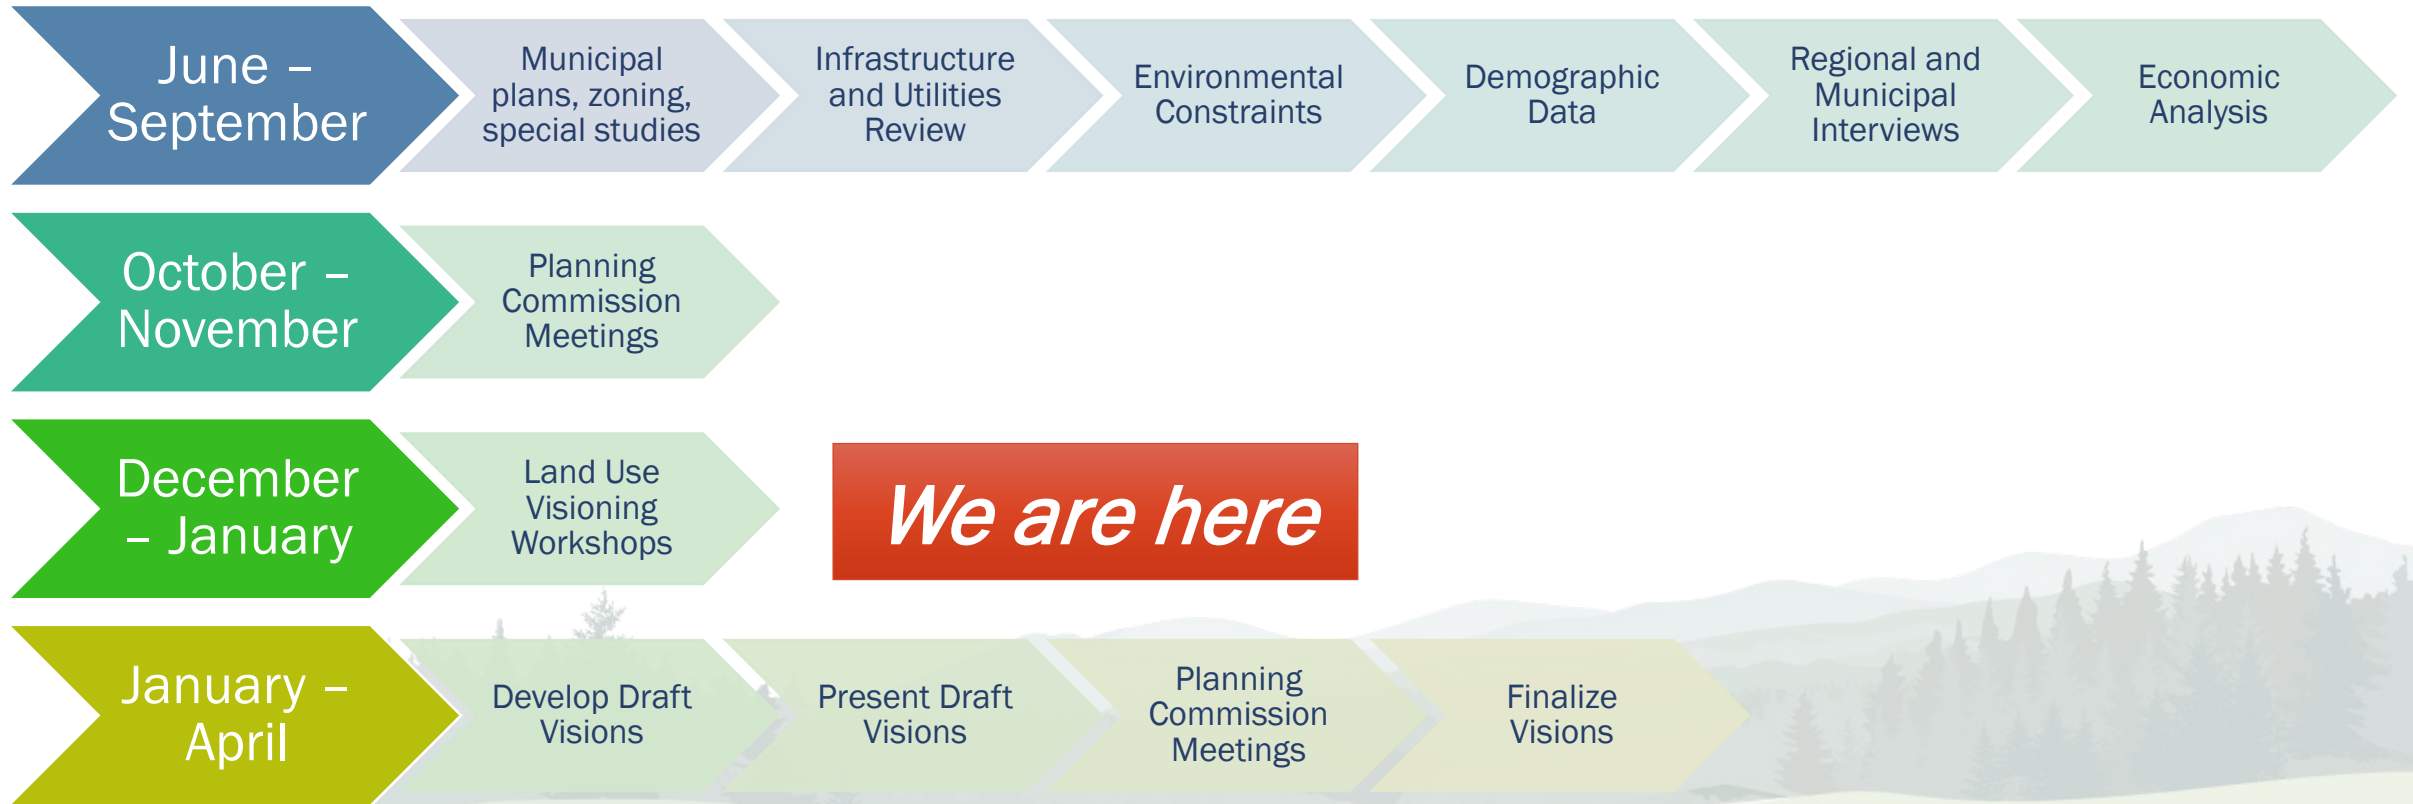 June –
September
Municipal
plans, zoning,
special studies
Infrastructure
and Utilities
Review
Environmental
Constraints
Demographic
Data
Regional and
Municipal
Interviews
Economic
Analysis
October –
November
Planning
Commission
Meetings
December
– January
Land Use
Visioning
Workshops
We are here
January –
April
Develop Draft
Visions
Present Draft
Visions
Planning
Commission
Meetings
Finalize
Visions